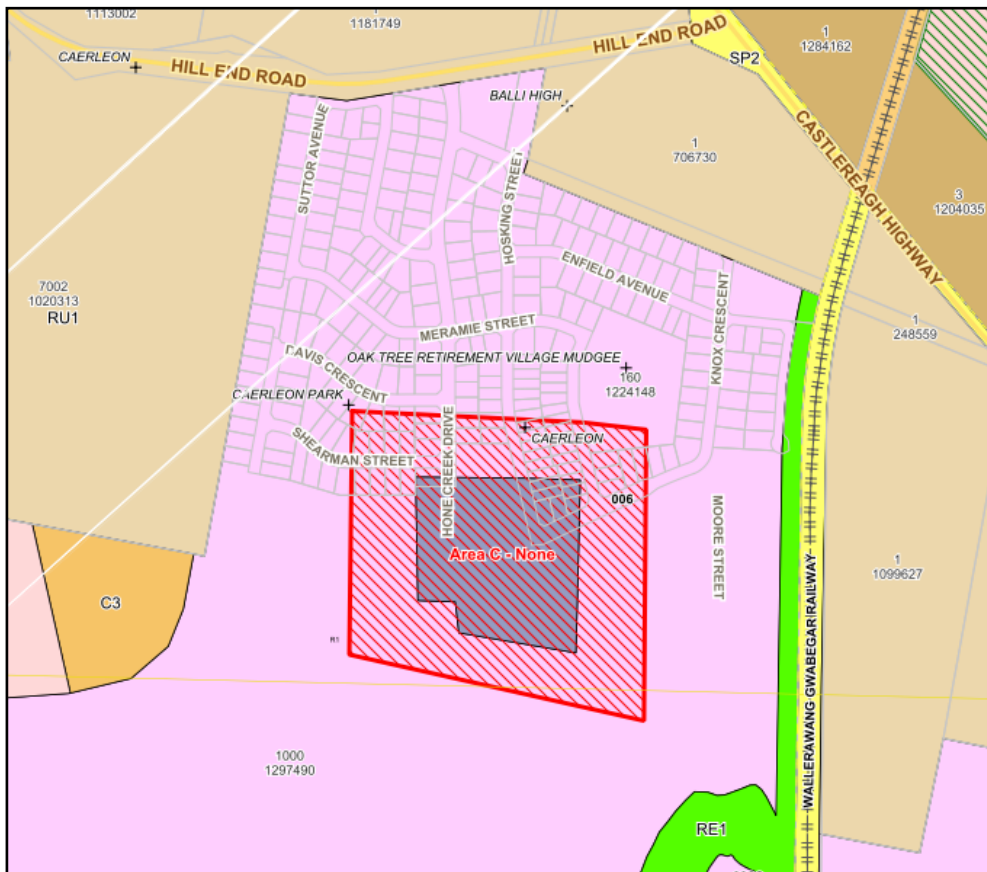 1113002
1
1181749
CAERLEON
HILL END ROAD
HILL END ROAD
SP2
1
1284162
BALLI HIGH
SUTTOR AVENUE
HOSKING STREET
1
706730
CASTLEREAGH HIGHWAY
3
1204035
ENFIELD AVENUE
7002
1020313
RU1
MERAMIE STREET
KNOX CRESCENT
1
248559
DAVIS CRESCENT
OAK TREE RETIREMENT VILLAGE MUDGEE
160
1224148
CAERLEON PARK
CAERLEON
SHEARMAN STREET
HONE CREEK DRIVE
006
MOORE STREET
Area C - None
1
1099627
C3
R1
WALLERAWANG GWABEGAR RAILWAY
1000
1297490
RE1